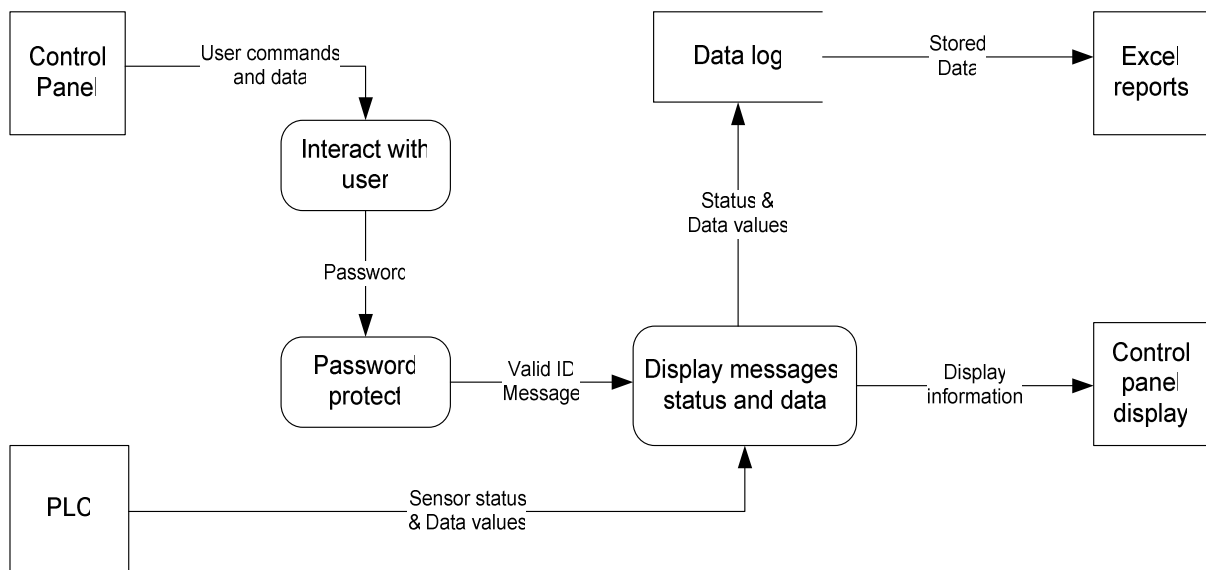 Control
Panel
User commands
and data
Data log
Stored
Data
Excel
reports
Interact with
user
Status &
Data values
Password
Password
protect
Valid ID
Message
Display messages
status and data
Display
information
Control
panel
display
PLC
Sensor status
& Data values